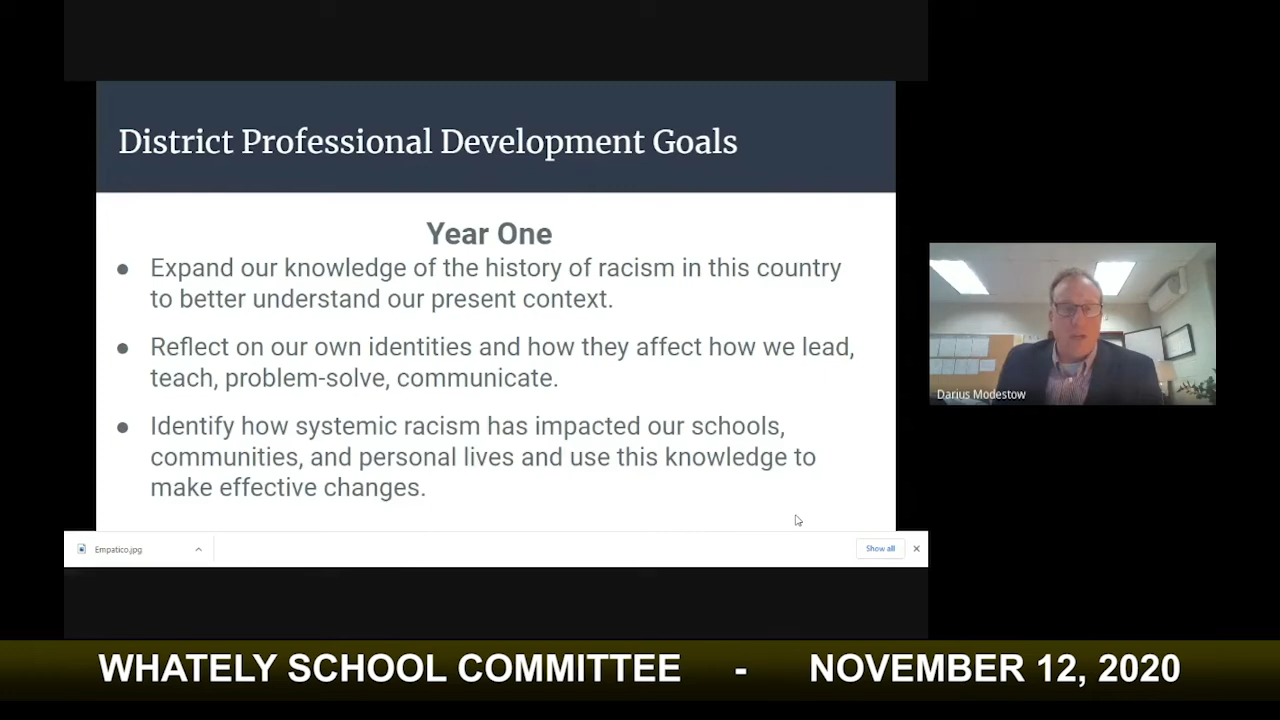 District Professional Development Goals
Year One
● Expand our knowledge of the history of racism in this country
to better understand our present context.
● Reflect on our own identities and how they affect how we lead,
teach, problem-solve, communicate.
● Identify how systemic racism has impacted our schools,
communities, and personal lives and use this knowledge to
make effective changes.
Darius Modestow
Empatico.jpg
Show all
WHATELY SCHOOL COMMITTEE - NOVEMBER 12, 2020